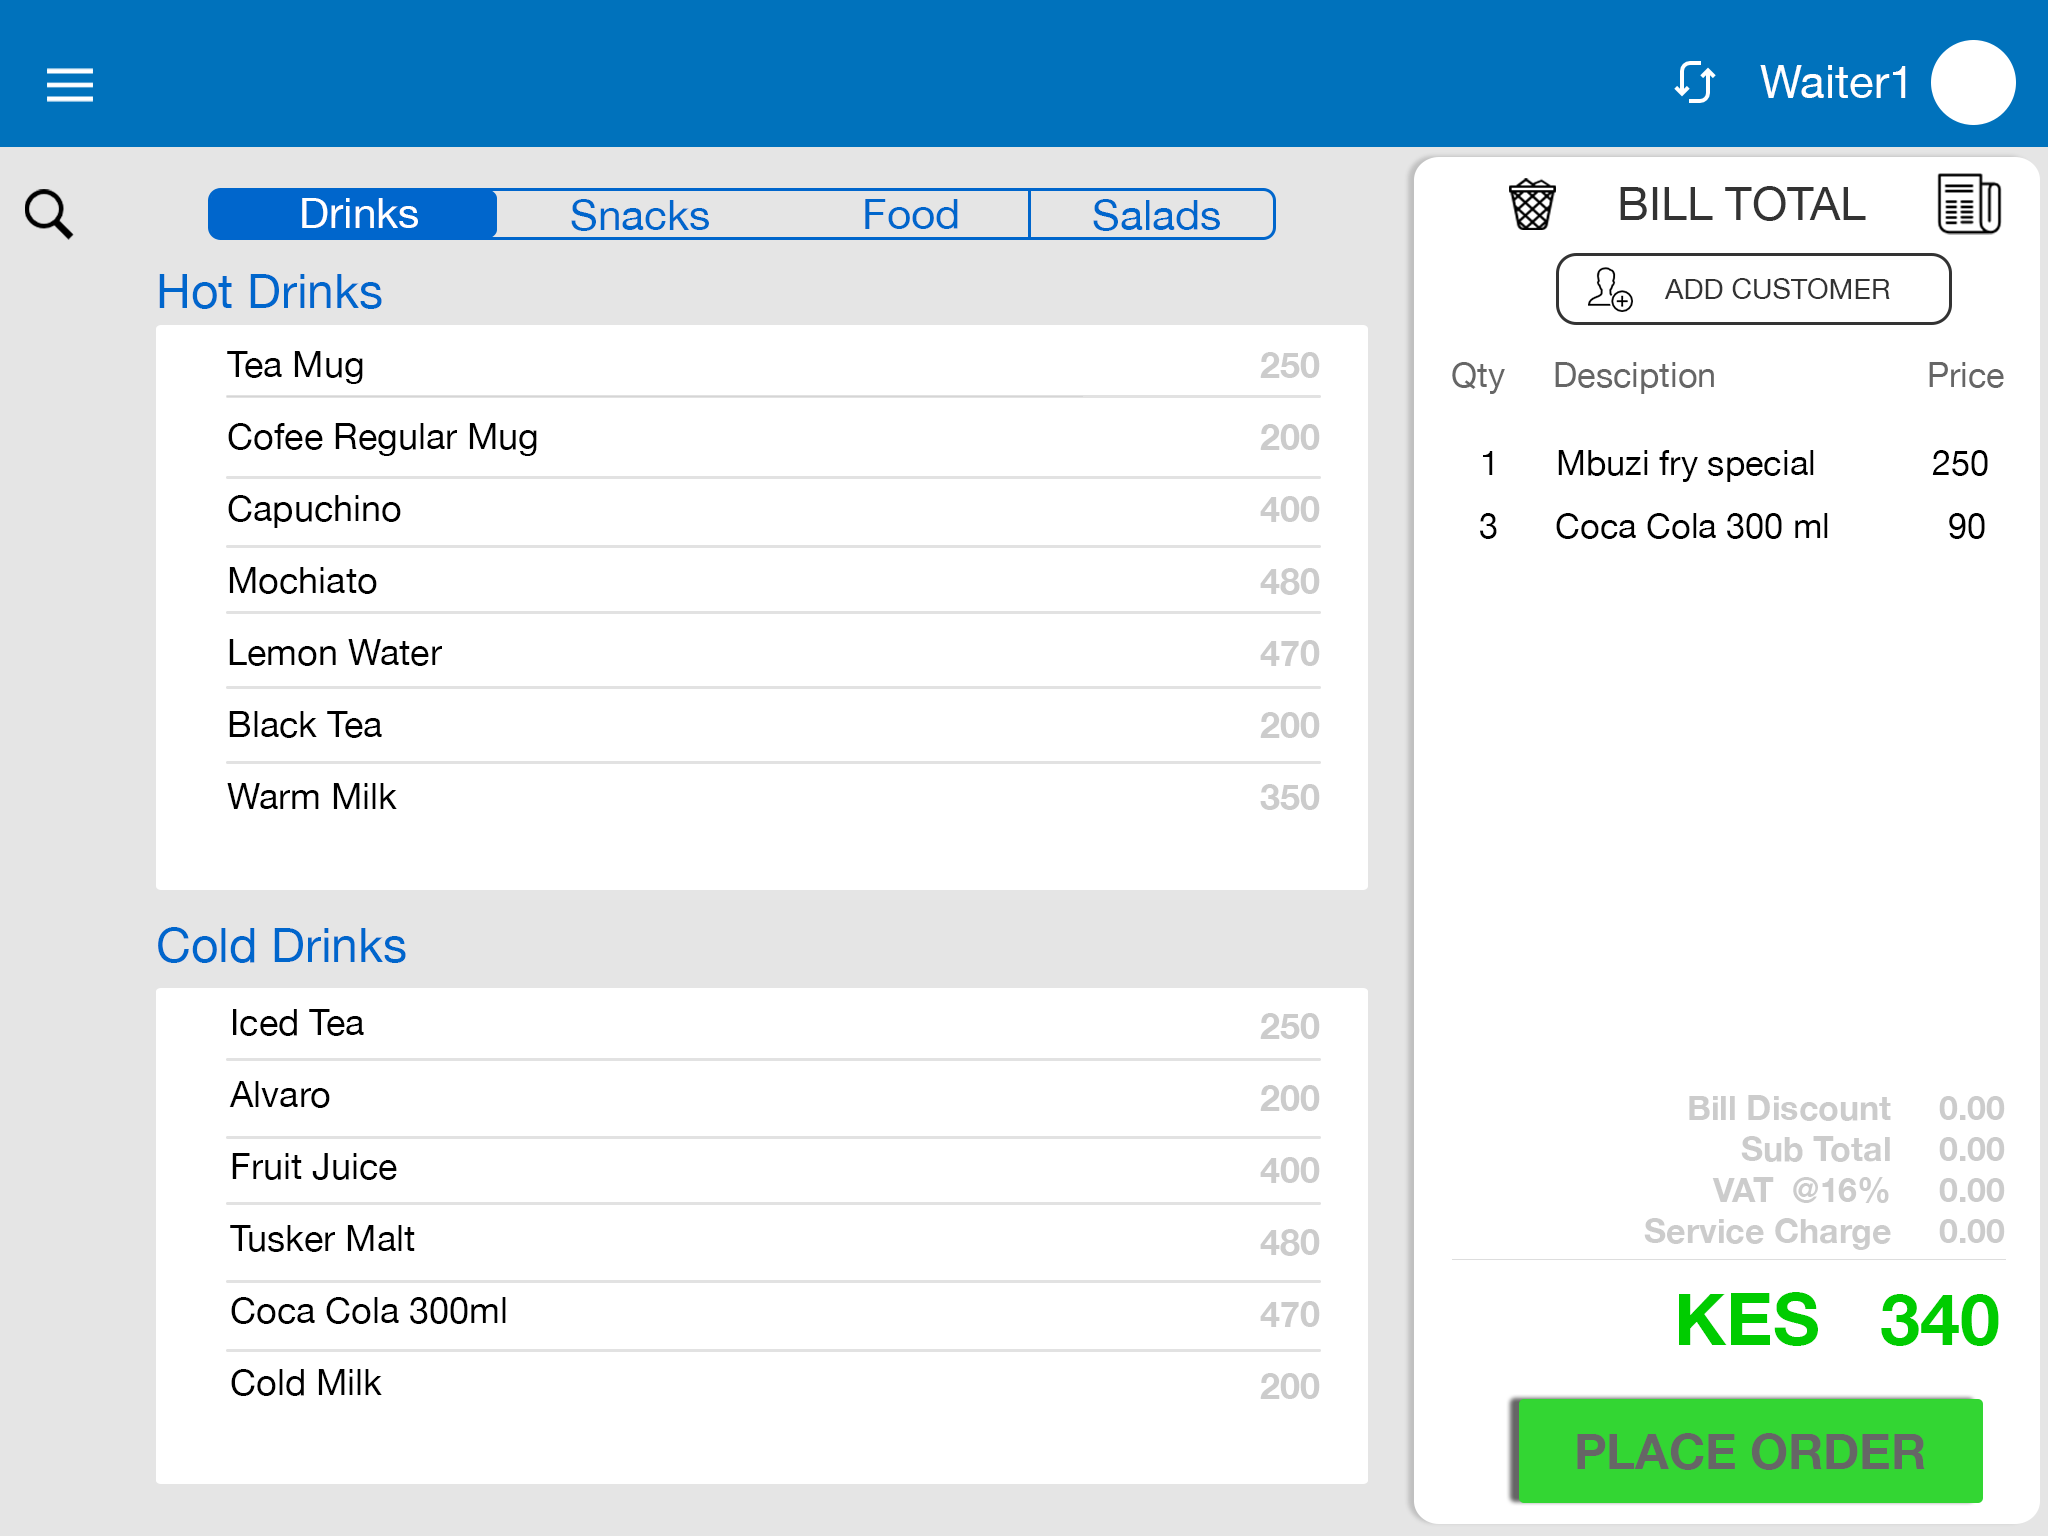 Waiter1
Drinks Snacks Food Salads
Hot Drinks
Tea Mug 250
Cofee Regular Mug 200
Capuchino 400
Mochiato 480
Lemon Water 470
Black Tea 200
Warm Milk 350
Cold Drinks
Iced Tea 250
Alvaro 200
Fruit Juice 400
Tusker Malt 480
Coca Cola 300ml 470
Cold Milk 200
BILL TOTAL
ADD CUSTOMER
Qty Desciption Price
1 Mbuzi fry special 250
3 Coca Cola 300 ml 90
Bill Discount 0.00
Sub Total 0.00
VAT @16% 0.00
Service Charge 0.00
KES 340
PLACE ORDER